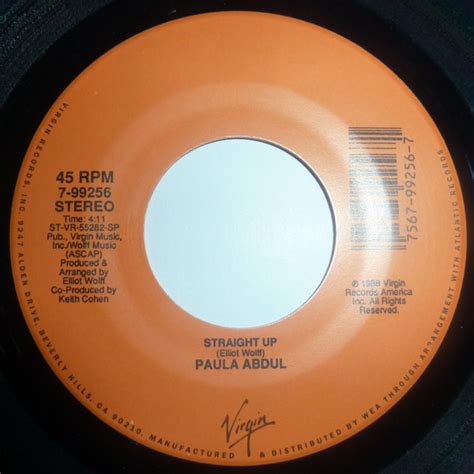 45 RPM
7-99256
STEREO
Time: 4:11
ST-VR-55282-SP
Pub., Virgin Music,
Inc./Wolff Music
(ASCAP)
Produced &
Arranged by
Elliot Wolff
Co-Produced by
Keith Cohen
7567-99256-7
℗ 1988 Virgin
Records America
Inc. All Rights
Reserved.
STRAIGHT UP
(Elliot Wolff)
PAULA ABDUL
Virgin
VIRGIN RECORDS, INC. 9247 ALDEN DRIVE, BEVERLY HILLS, CA 90210. MANUFACTURED & DISTRIBUTED BY WEA THROUGH ARRANGEMENT WITH ATLANTIC RECORDS